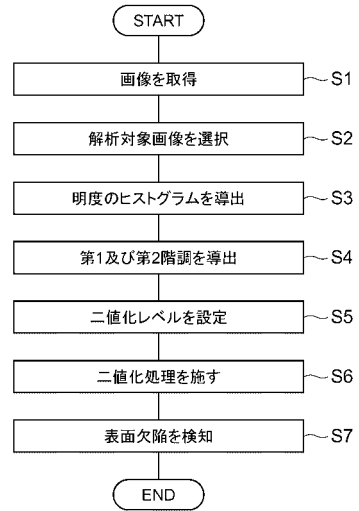 START
画像を取得 S1
解析対象画像を選択 S2
明度のヒストグラムを導出 S3
第1及び第2階調を導出 S4
二値化レベルを設定 S5
二値化処理を施す S6
表面欠陥を検知 S7
END